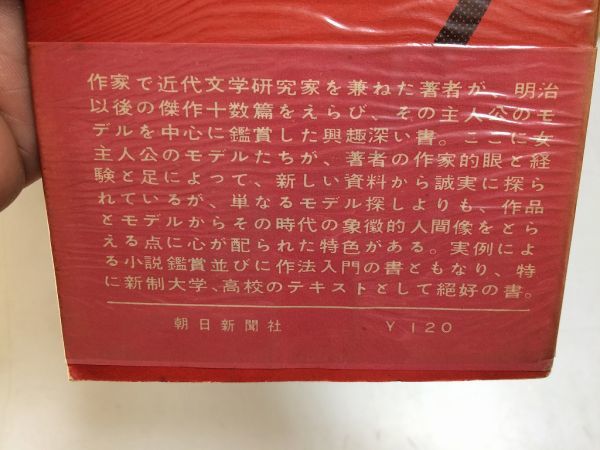 作家で近代文学研究家を兼ねた著者が、明治
以後の傑作十数篇をえらび、その主人公のモ
デルを中心に鑑賞した興趣深い書。ここに女
主人公のモデルたちが、著者の作家的眼と経
験と足によって、新しい資料から誠実に探ら
れているが、単なるモデル探しよりも、作品
とモデルからその時代の象徴的人間像をとら
える点に心が配られた特色がある。実例によ
る小説鑑賞並びに作法入門の書ともなり、特
に新制大学、高校のテキストとして絶好の書。
朝日新聞社 Y 120